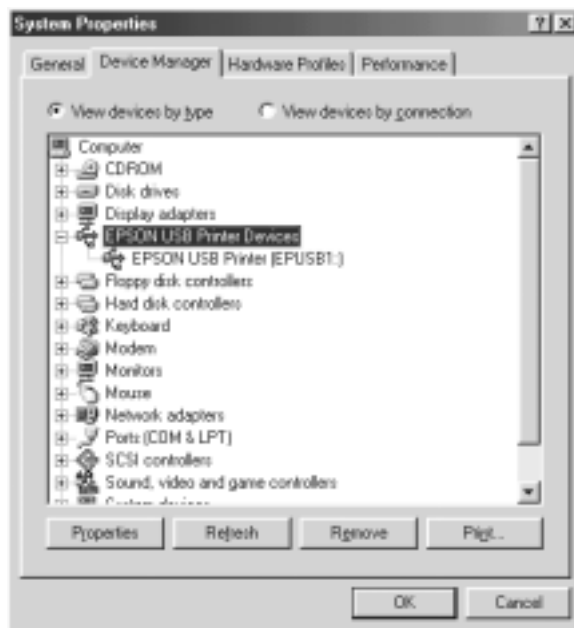 System Properties
General Device Manager Hardware Profiles Performance
View devices by type View devices by connection
Computer
CDROM
Disk drives
Display adapters
EPSON USB Printer Devices
EPSON USB Printer (EPUSB1:)
Floppy disk controllers
Hard disk controllers
Keyboard
Modem
Monitors
Mouse
Network adapters
Ports (COM & LPT)
SCSI controllers
Sound, video and game controllers
System devices
Properties Refresh Remove Print...
OK Cancel